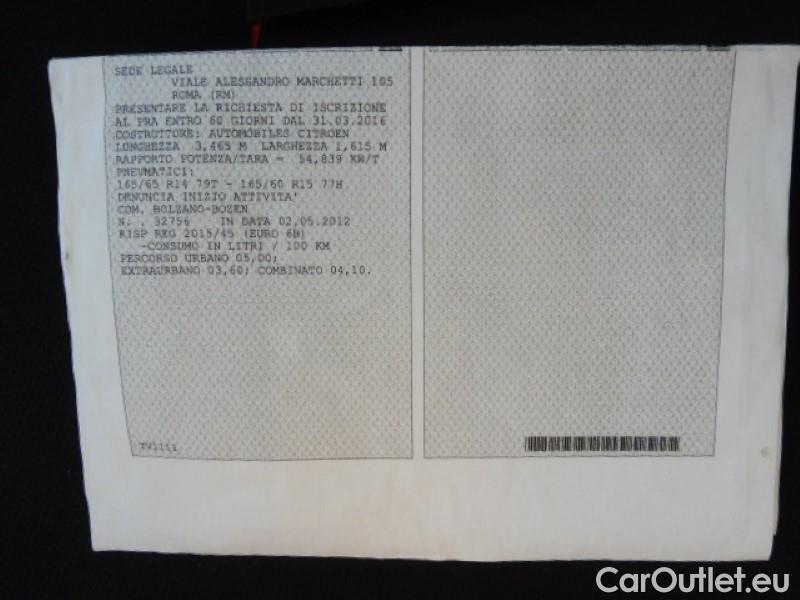 SEDE LEGALE
VIALE ALESSANDRO MARCHETTI 105
ROMA (RM)
PRESENTARE LA RICHIESTA DI ISCRIZIONE
AL PRA ENTRO 60 GIORNI DAL 31.03.2016
COSTRUTTORE: AUTOMOBILES CITROEN
LUNGHEZZA 3,465 M LARGHEZZA 1,615 M
RAPPORTO POTENZA/TARA = 54,839 KW/T
PNEUMATICI:
165/65 R14 79T - 165/60 R15 77H
DENUNCIA INIZIO ATTIVITA'
COM. BOLZANO-BOZEN
N. . 32756 IN DATA 02.05.2012
RISP REG 2015/45 (EURO 6B)
-CONSUMO IN LITRI / 100 KM
PERCORSO URBANO 05,00;
EXTRAURBANO 03,60; COMBINATO 04,10.
TV1111
CarOutlet.eu